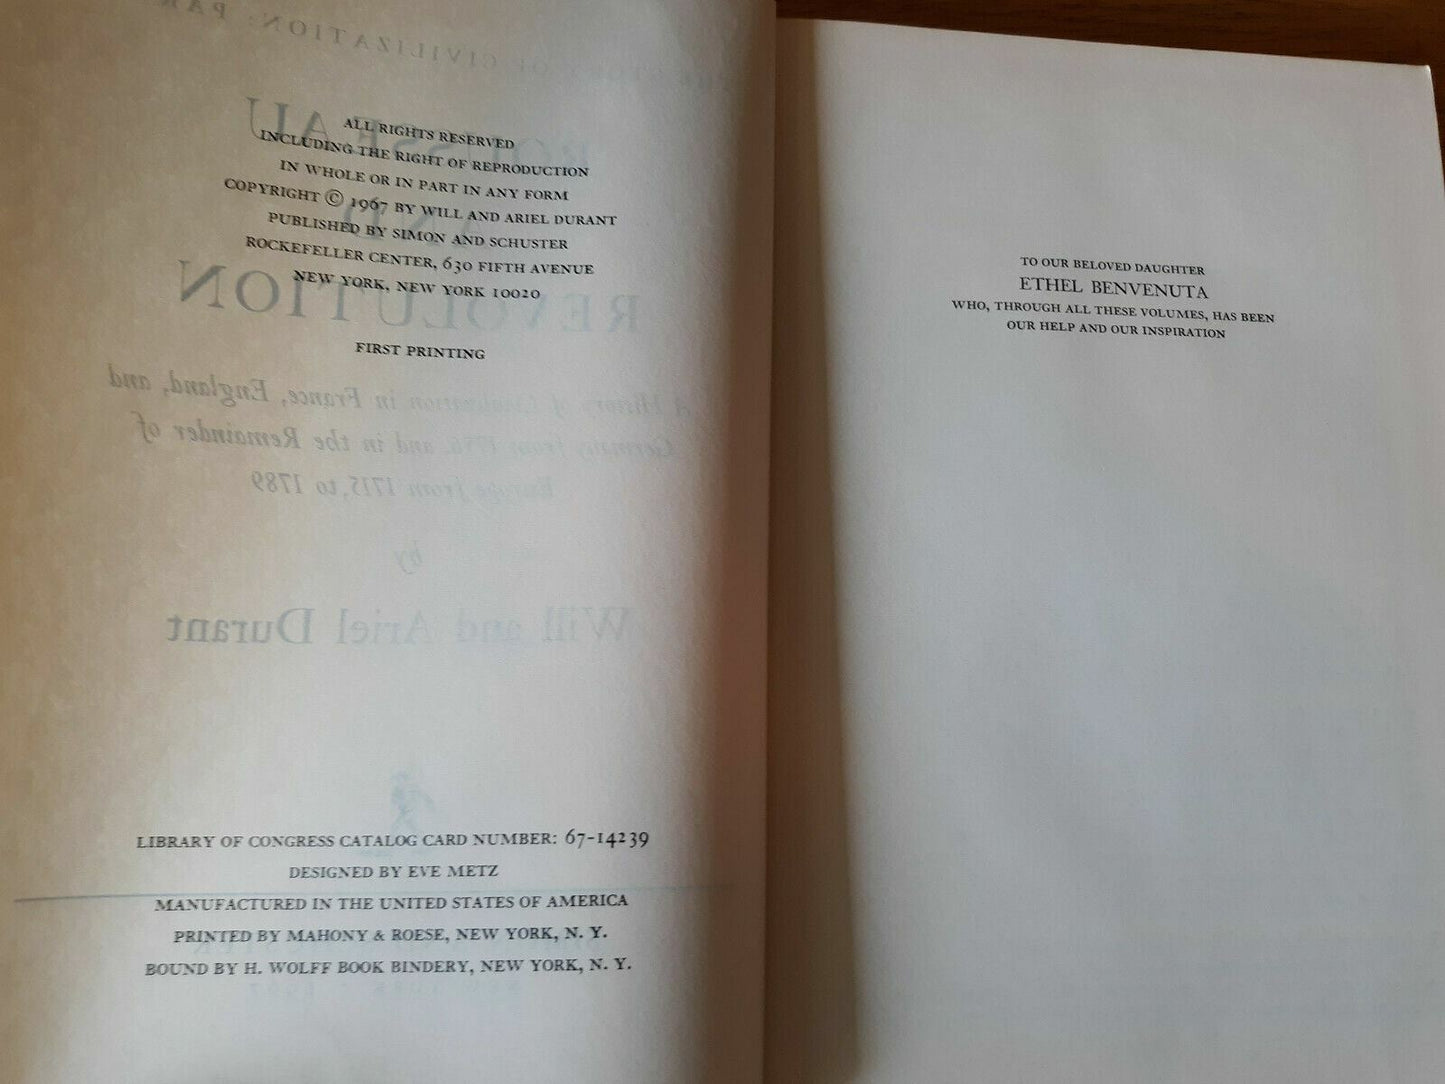 ALL RIGHTS RESERVED
INCLUDING THE RIGHT OF REPRODUCTION
IN WHOLE OR IN PART IN ANY FORM
COPYRIGHT © 1967 BY WILL AND ARIEL DURANT
PUBLISHED BY SIMON AND SCHUSTER
ROCKEFELLER CENTER, 630 FIFTH AVENUE
NEW YORK, NEW YORK 10020
FIRST PRINTING
LIBRARY OF CONGRESS CATALOG CARD NUMBER: 67-14239
DESIGNED BY EVE METZ
MANUFACTURED IN THE UNITED STATES OF AMERICA
PRINTED BY MAHONY & ROESE, NEW YORK, N. Y.
BOUND BY H. WOLFF BOOK BINDERY, NEW YORK, N. Y.
TO OUR BELOVED DAUGHTER
ETHEL BENVENUTA
WHO, THROUGH ALL THESE VOLUMES, HAS BEEN
OUR HELP AND OUR INSPIRATION